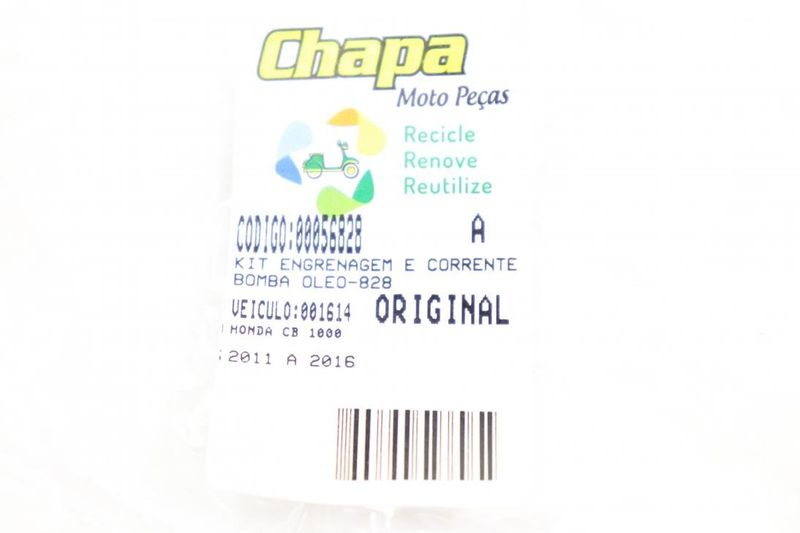 Chapa
Moto Peças
Recicle
Renove
Reutilize
CODIGO:00056828 A
KIT ENGRENAGEM E CORRENTE
BOMBA OLEO-828
VEICULO:001614 ORIGINAL
HONDA CB 1000
2011 A 2016